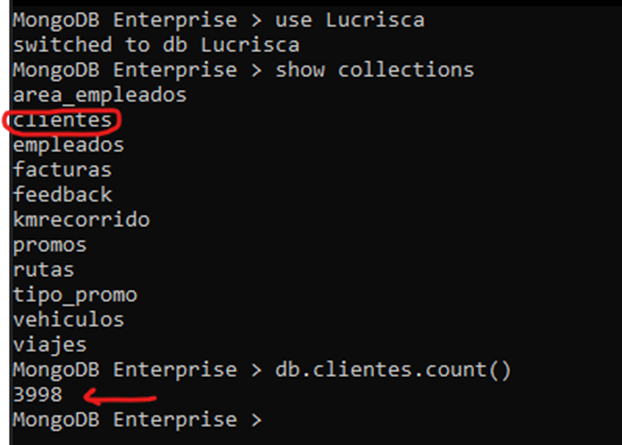 MongoDB Enterprise > use Lucrisca
switched to db Lucrisca
MongoDB Enterprise > show collections
area_empleados
clientes
empleados
facturas
feedback
kmrecorrido
promos
rutas
tipo_promo
vehiculos
viajes
MongoDB Enterprise > db.clientes.count()
3998
MongoDB Enterprise >